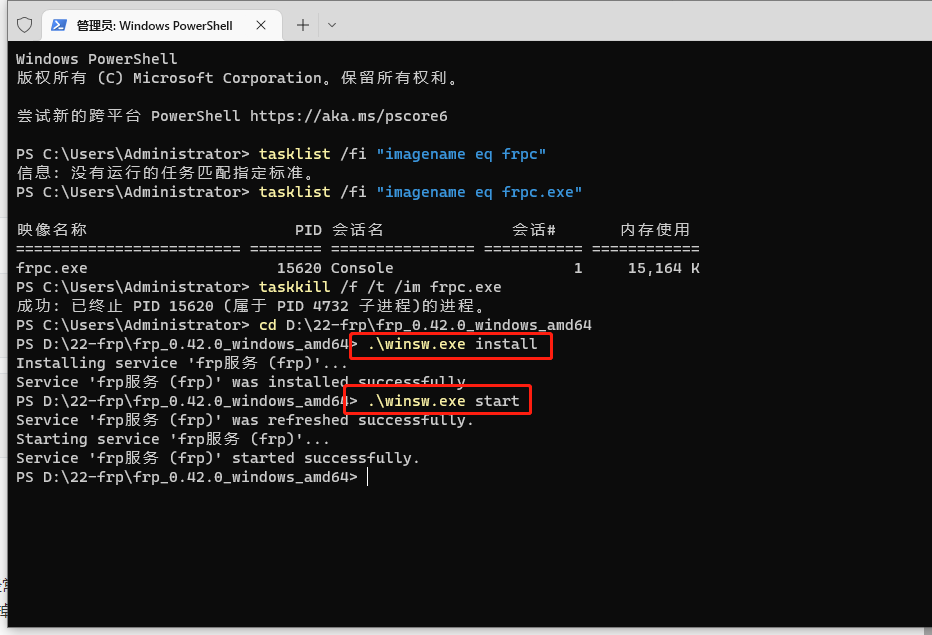 管理员: Windows PowerShell
Windows PowerShell
版权所有 (C) Microsoft Corporation。保留所有权利。
尝试新的跨平台 PowerShell https://aka.ms/pscore6
PS C:\Users\Administrator> tasklist /fi "imagename eq frpc"
信息: 没有运行的任务匹配指定标准。
PS C:\Users\Administrator> tasklist /fi "imagename eq frpc.exe"
映像名称 PID 会话名 会话# 内存使用
========================= ======== ================ =========== ============
frpc.exe 15620 Console 1 15,164 K
PS C:\Users\Administrator> taskkill /f /t /im frpc.exe
成功: 已终止 PID 15620 (属于 PID 4732 子进程)的进程。
PS C:\Users\Administrator> cd D:\22-frp\frp_0.42.0_windows_amd64
PS D:\22-frp\frp_0.42.0_windows_amd64> .\winsw.exe install
Installing service 'frp服务 (frp)'...
Service 'frp服务 (frp)' was installed successfully.
PS D:\22-frp\frp_0.42.0_windows_amd64> .\winsw.exe start
Service 'frp服务 (frp)' was refreshed successfully.
Starting service 'frp服务 (frp)'...
Service 'frp服务 (frp)' started successfully.
PS D:\22-frp\frp_0.42.0_windows_amd64>